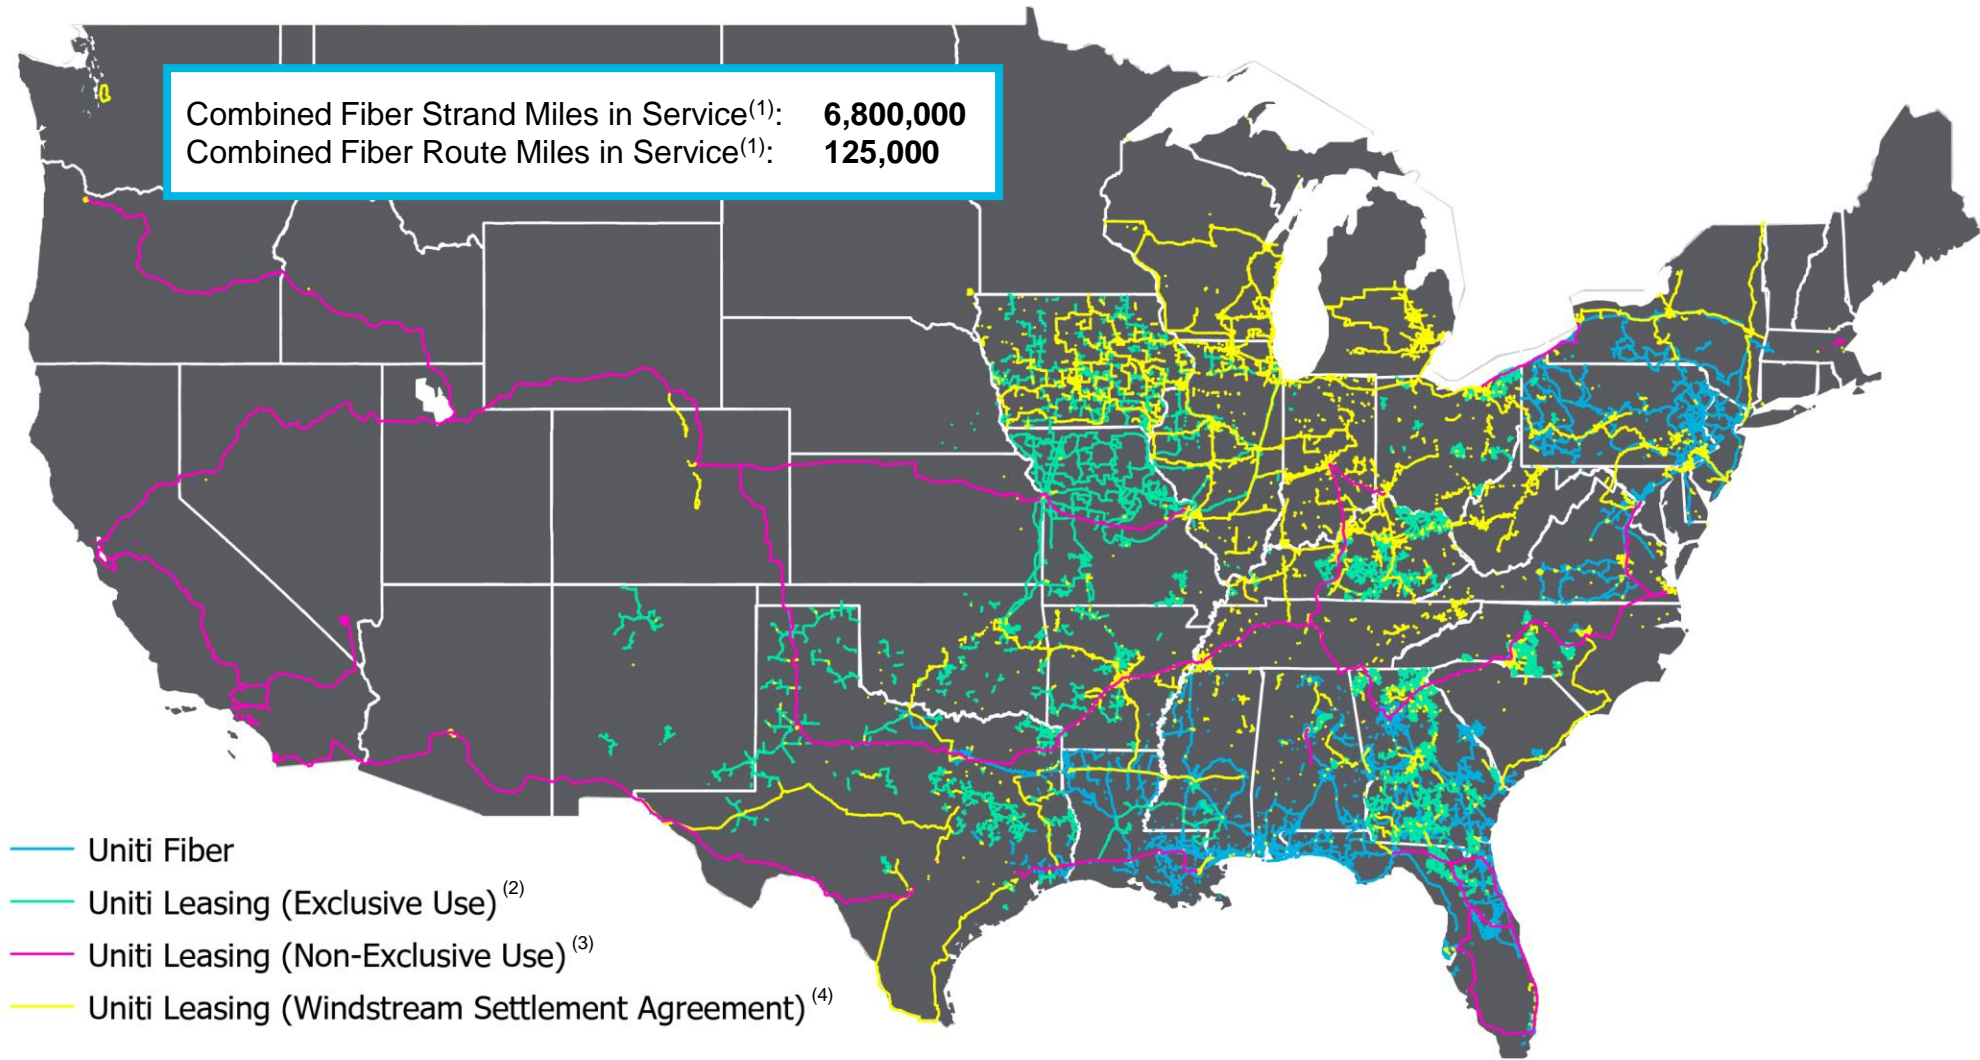 Combined Fiber Strand Miles in Service(1): 6,800,000
Combined Fiber Route Miles in Service(1): 125,000
Uniti Fiber
Uniti Leasing (Exclusive Use) (2)
Uniti Leasing (Non-Exclusive Use) (3)
Uniti Leasing (Windstream Settlement Agreement) (4)